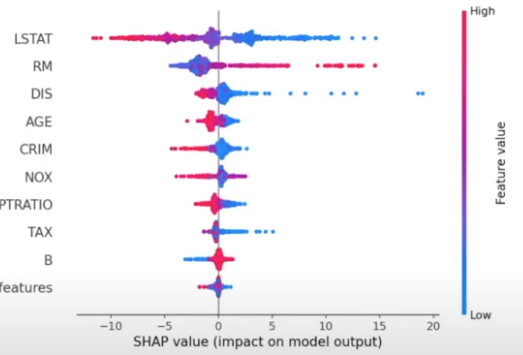 High
LSTAT
RM
DIS
AGE
CRIM
NOX
PTRATIO
TAX
B
features
Feature value
Low
−10 −5 0 5 10 15 20
SHAP value (impact on model output)